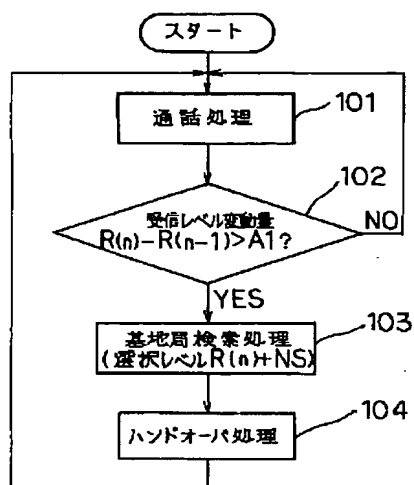 スタート
通話処理
101
受信レベル変動量
R(n)-R(n-1)>A1?
102
NO
YES
基地局検索処理
(選択レベルR(n)+NS)
103
ハンドオーバ処理
104